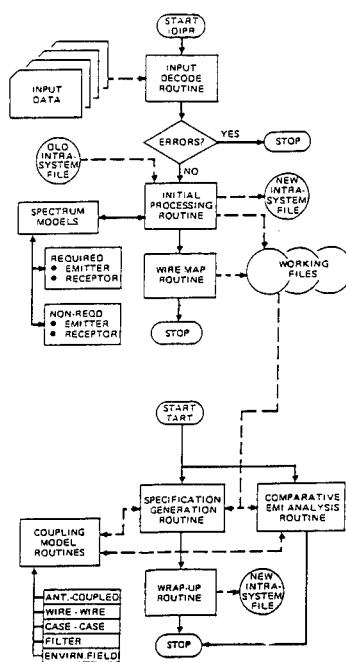 START
IDIPR
INPUT
DECODE
ROUTINE
INPUT
DATA
ERRORS?
YES
STOP
NO
OLD
INTRA-
SYSTEM
FILE
INITIAL
PROCESSING
ROUTINE
NEW
INTRA-
SYSTEM
FILE
SPECTRUM
MODELS
REQUIRED
● EMITTER
● RECEPTOR
NON-REQD
● EMITTER
● RECEPTOR
WIRE MAP
ROUTINE
WORKING
FILES
STOP
START
TART
SPECIFICATION
GENERATION
ROUTINE
COMPARATIVE
EMI ANALYSIS
ROUTINE
COUPLING
MODEL
ROUTINES
WRAP-UP
ROUTINE
NEW
INTRA-
SYSTEM
FILE
ANT.-COUPLED
WIRE - WIRE
CASE - CASE
FILTER
ENVIRN.FIELD
STOP